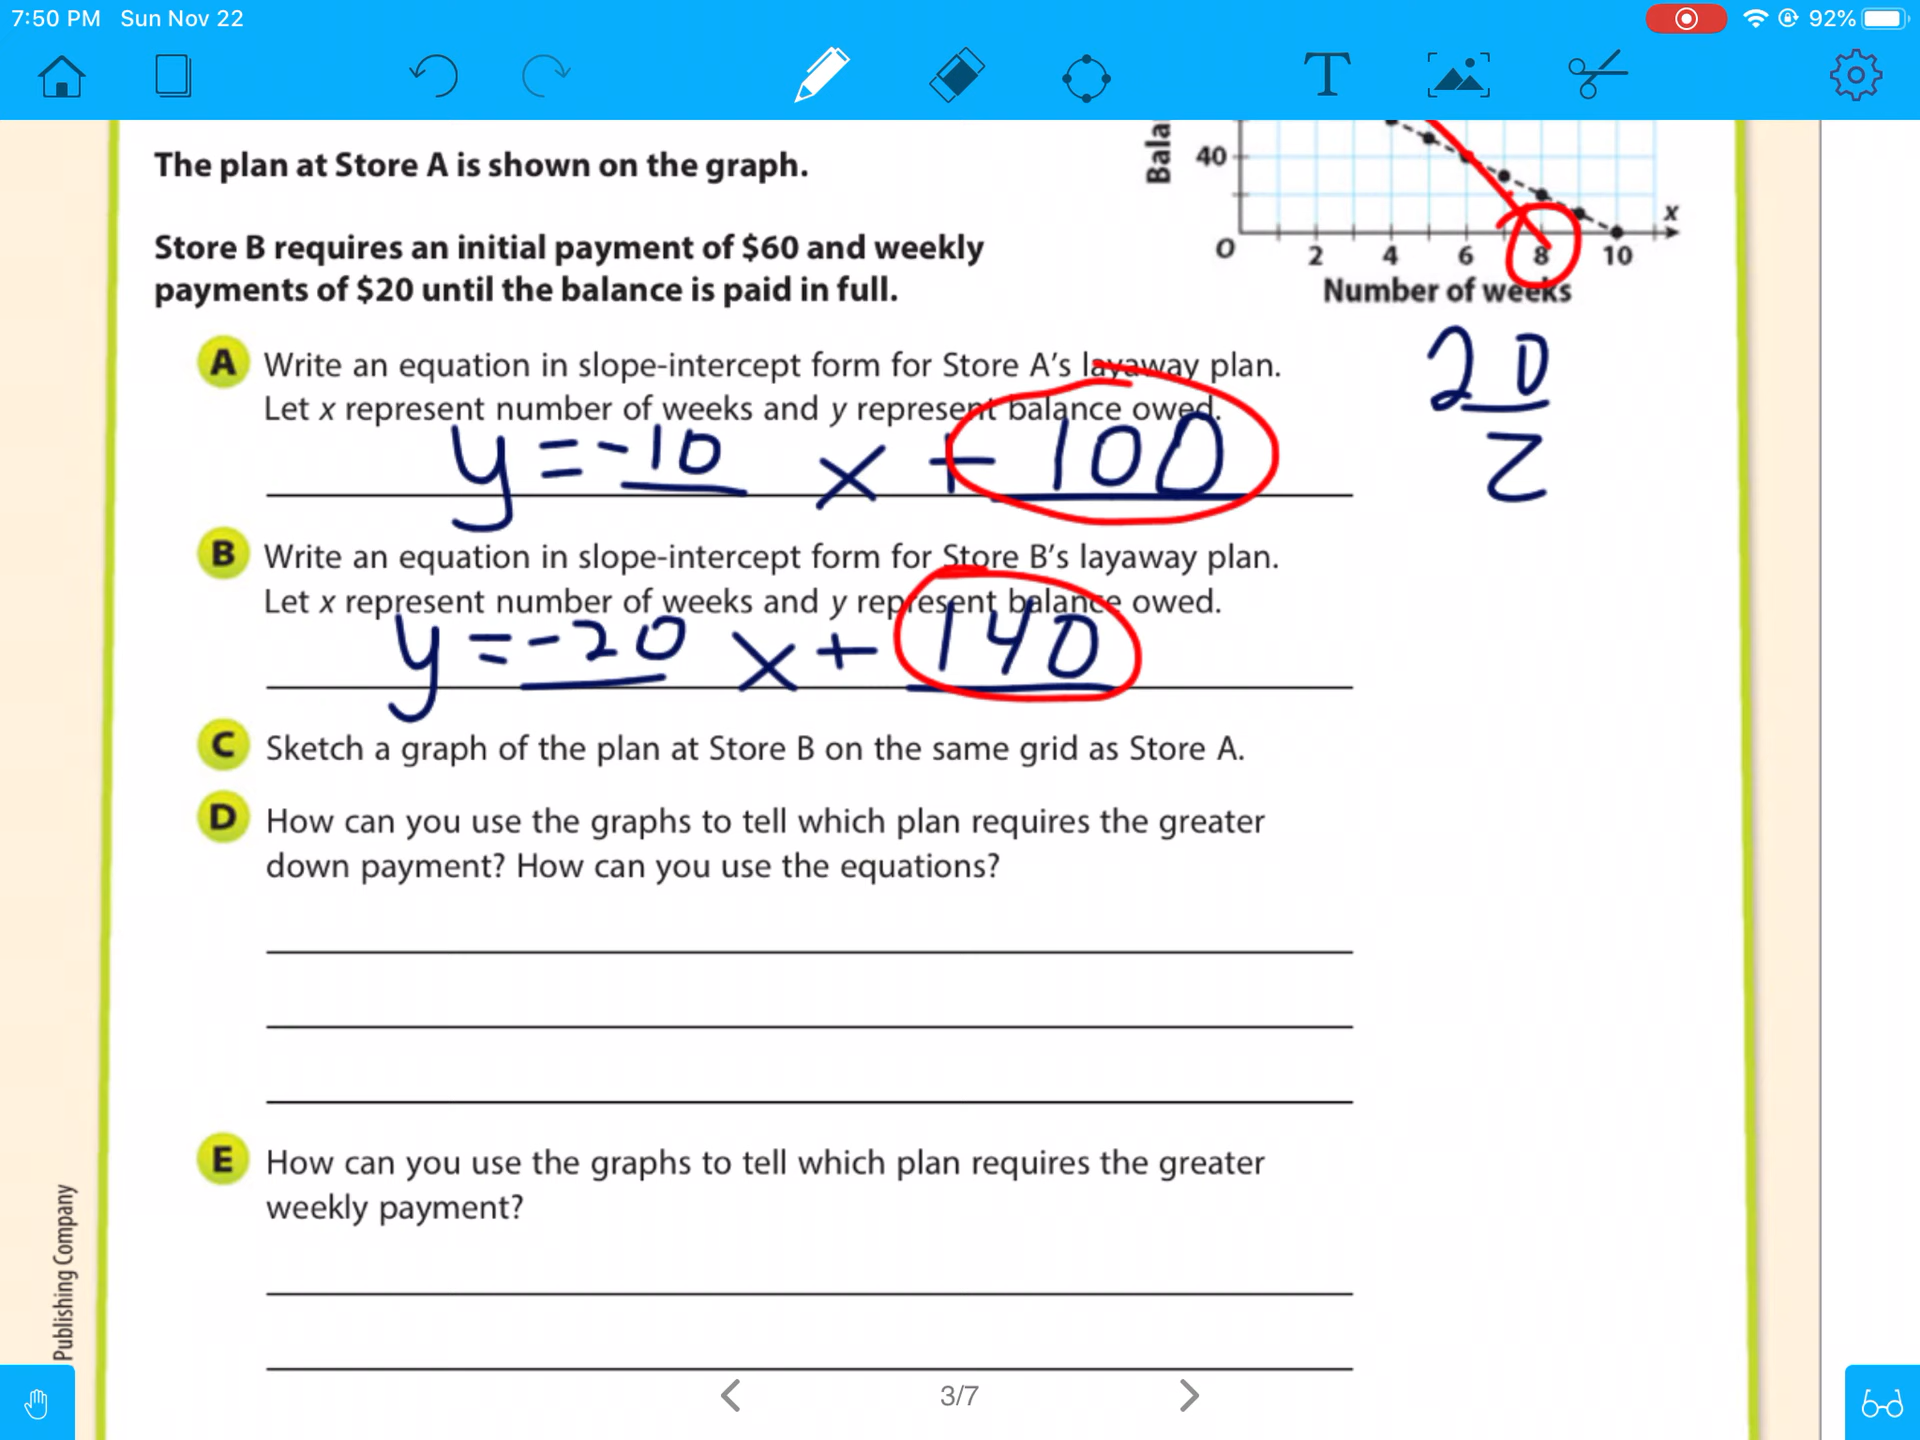 7:50 PM Sun Nov 22
92%
T
The plan at Store A is shown on the graph.
Store B requires an initial payment of $60 and weekly
payments of $20 until the balance is paid in full.
Bala
40
O 2 4 6 8 10 x
Number of weeks
A Write an equation in slope-intercept form for Store A's layaway plan.
Let x represent number of weeks and y represent balance owed.
y = -10 x + 100
20
2
B Write an equation in slope-intercept form for Store B's layaway plan.
Let x represent number of weeks and y represent balance owed.
y = -20 x + 140
C Sketch a graph of the plan at Store B on the same grid as Store A.
D How can you use the graphs to tell which plan requires the greater
down payment? How can you use the equations?
E How can you use the graphs to tell which plan requires the greater
weekly payment?
Publishing Company
3/7